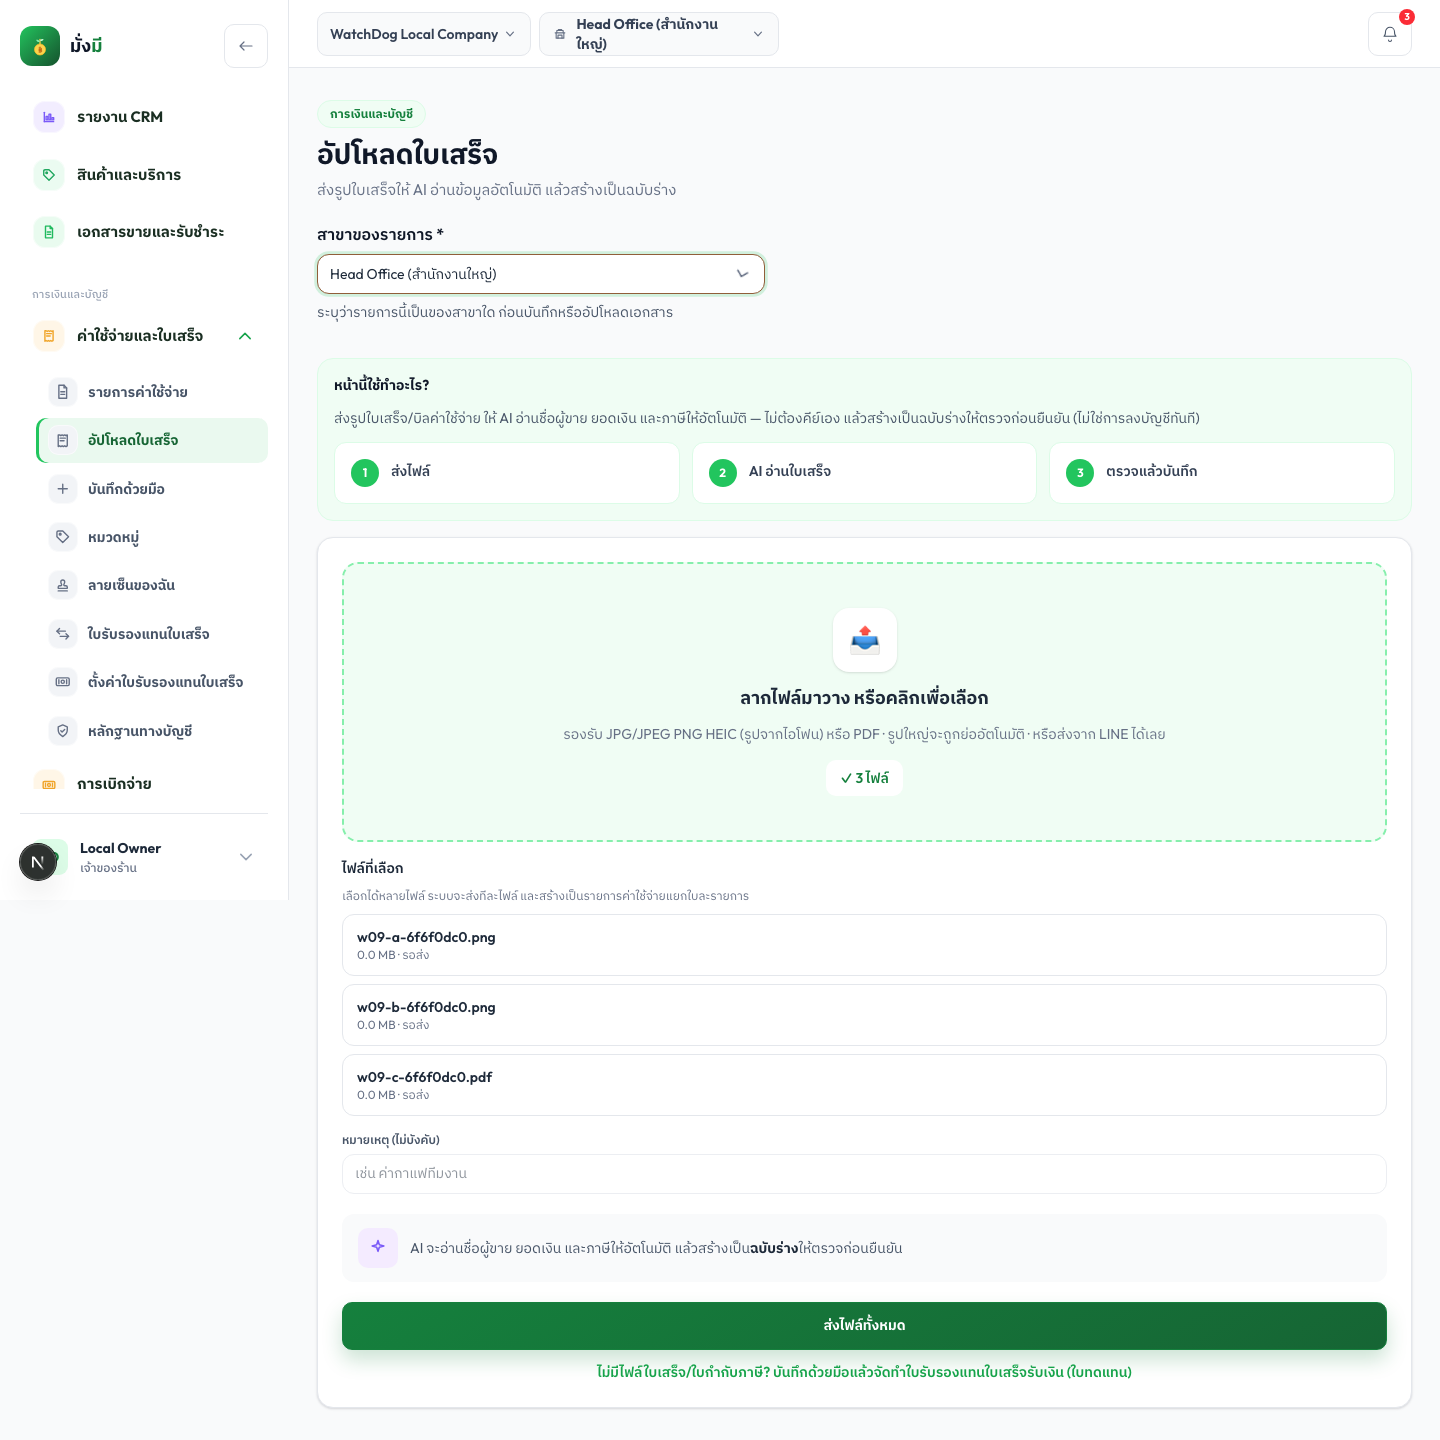 มั่งมี
รายงาน CRM
สินค้าและบริการ
เอกสารขายและรับชำระ
การเงินและบัญชี
ค่าใช้จ่ายและใบเสร็จ
รายการค่าใช้จ่าย
อัปโหลดใบเสร็จ
บันทึกด้วยมือ
หมวดหมู่
ลายเซ็นของฉัน
ใบรับรองแทนใบเสร็จ
ตั้งค่าใบรับรองแทนใบเสร็จ
หลักฐานทางบัญชี
การเบิกจ่าย
N
Local Owner
เจ้าของร้าน
WatchDog Local Company
Head Office (สำนักงาน
ใหญ่)
3
การเงินและบัญชี
อัปโหลดใบเสร็จ
ส่งรูปใบเสร็จให้ AI อ่านข้อมูลอัตโนมัติ แล้วสร้างเป็นฉบับร่าง
สาขาของรายการ *
Head Office (สำนักงานใหญ่)
ระบุว่ารายการนี้เป็นของสาขาใด ก่อนบันทึกหรืออัปโหลดเอกสาร
หน้านี้ใช้ทำอะไร?
ส่งรูปใบเสร็จ/บิลค่าใช้จ่าย ให้ AI อ่านชื่อผู้ขาย ยอดเงิน และภาษีให้อัตโนมัติ — ไม่ต้องคีย์เอง แล้วสร้างเป็นฉบับร่างให้ตรวจก่อนยืนยัน (ไม่ใช่การลงบัญชีทันที)
1 ส่งไฟล์
2 AI อ่านใบเสร็จ
3 ตรวจแล้วบันทึก
ลากไฟล์มาวาง หรือคลิกเพื่อเลือก
รองรับ JPG/JPEG PNG HEIC (รูปจากไอโฟน) หรือ PDF · รูปใหญ่จะถูกย่ออัตโนมัติ · หรือส่งจาก LINE ได้เลย
✓ 3 ไฟล์
ไฟล์ที่เลือก
เลือกได้หลายไฟล์ ระบบจะส่งทีละไฟล์ และสร้างเป็นรายการค่าใช้จ่ายแยกใบละรายการ
w09-a-6f6f0dc0.png
0.0 MB · รอส่ง
w09-b-6f6f0dc0.png
0.0 MB · รอส่ง
w09-c-6f6f0dc0.pdf
0.0 MB · รอส่ง
หมายเหตุ (ไม่บังคับ)
เช่น ค่ากาแฟทีมงาน
AI จะอ่านชื่อผู้ขาย ยอดเงิน และภาษีให้อัตโนมัติ แล้วสร้างเป็นฉบับร่างให้ตรวจก่อนยืนยัน
ส่งไฟล์ทั้งหมด
ไม่มีไฟล์ใบเสร็จ/ใบกำกับภาษี? บันทึกด้วยมือแล้วจัดทำใบรับรองแทนใบเสร็จรับเงิน (ใบทดแทน)